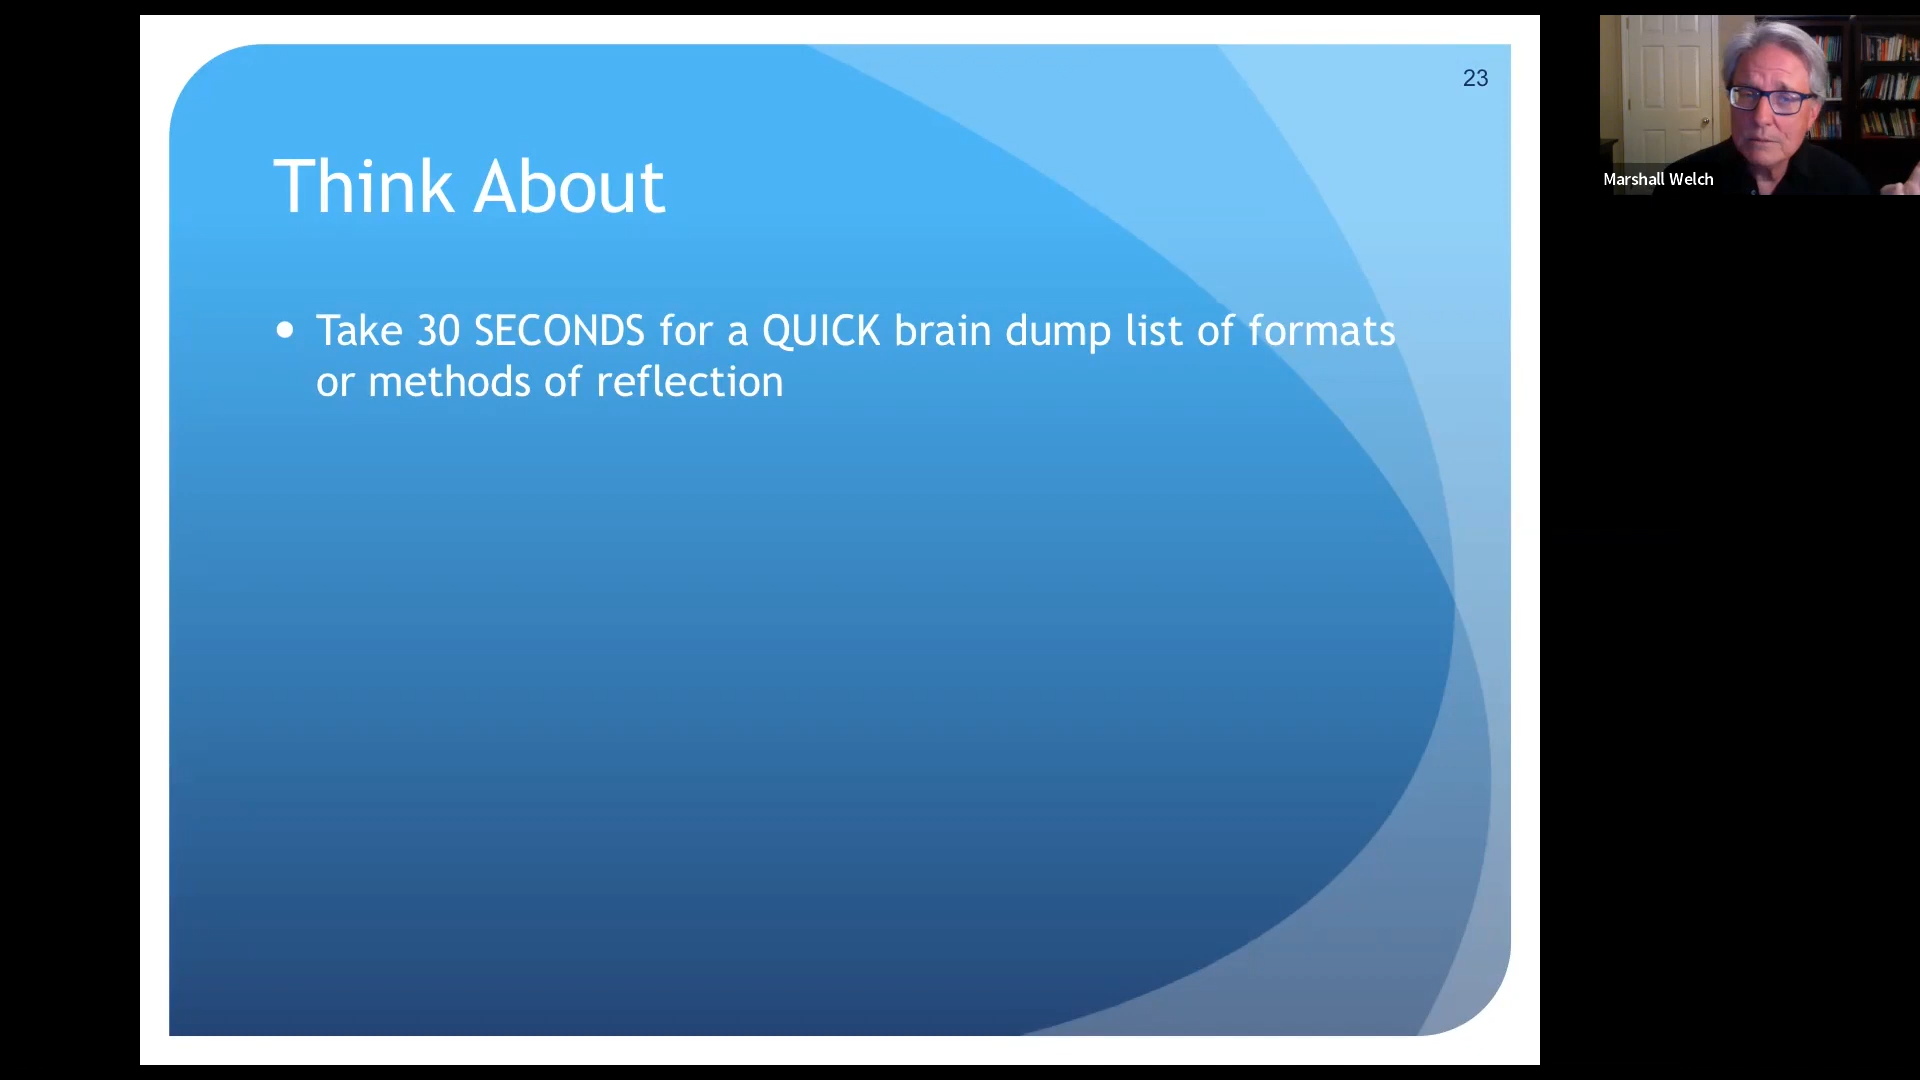 23
Think About
• Take 30 SECONDS for a QUICK brain dump list of formats
or methods of reflection
Marshall Welch